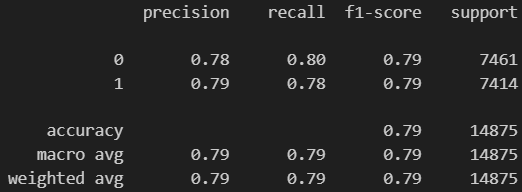 precision recall f1-score support
0 0.78 0.80 0.79 7461
1 0.79 0.78 0.79 7414
accuracy 0.79 14875
macro avg 0.79 0.79 0.79 14875
weighted avg 0.79 0.79 0.79 14875